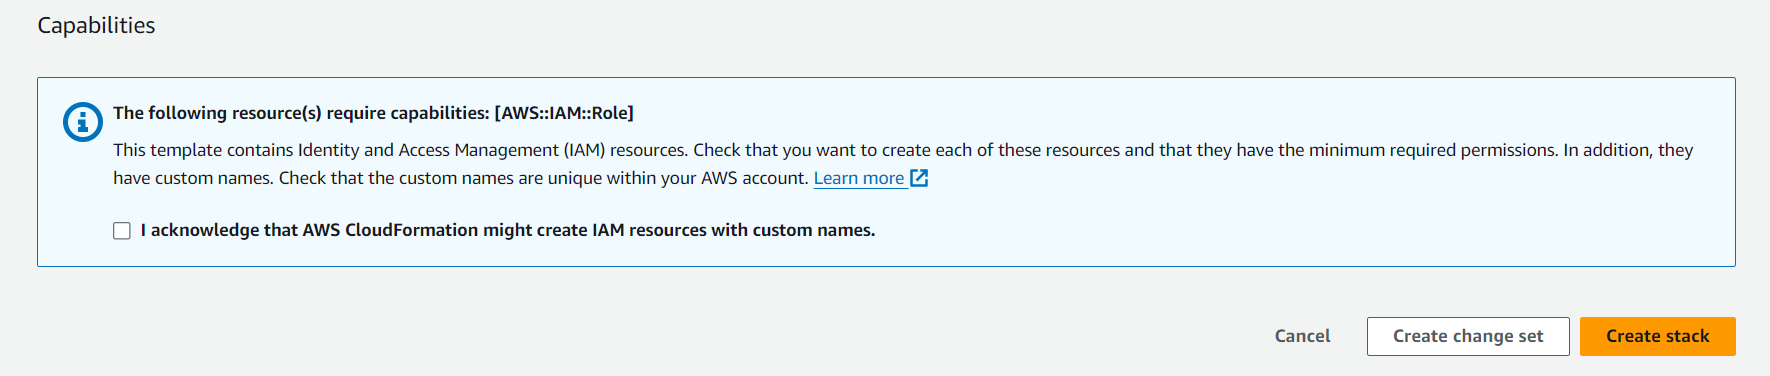 Capabilities
The following resource(s) require capabilities: [AWS::IAM::Role]
This template contains Identity and Access Management (IAM) resources. Check that you want to create each of these resources and that they have the minimum required permissions. In addition, they
have custom names. Check that the custom names are unique within your AWS account. Learn more
I acknowledge that AWS CloudFormation might create IAM resources with custom names.
Cancel Create change set Create stack